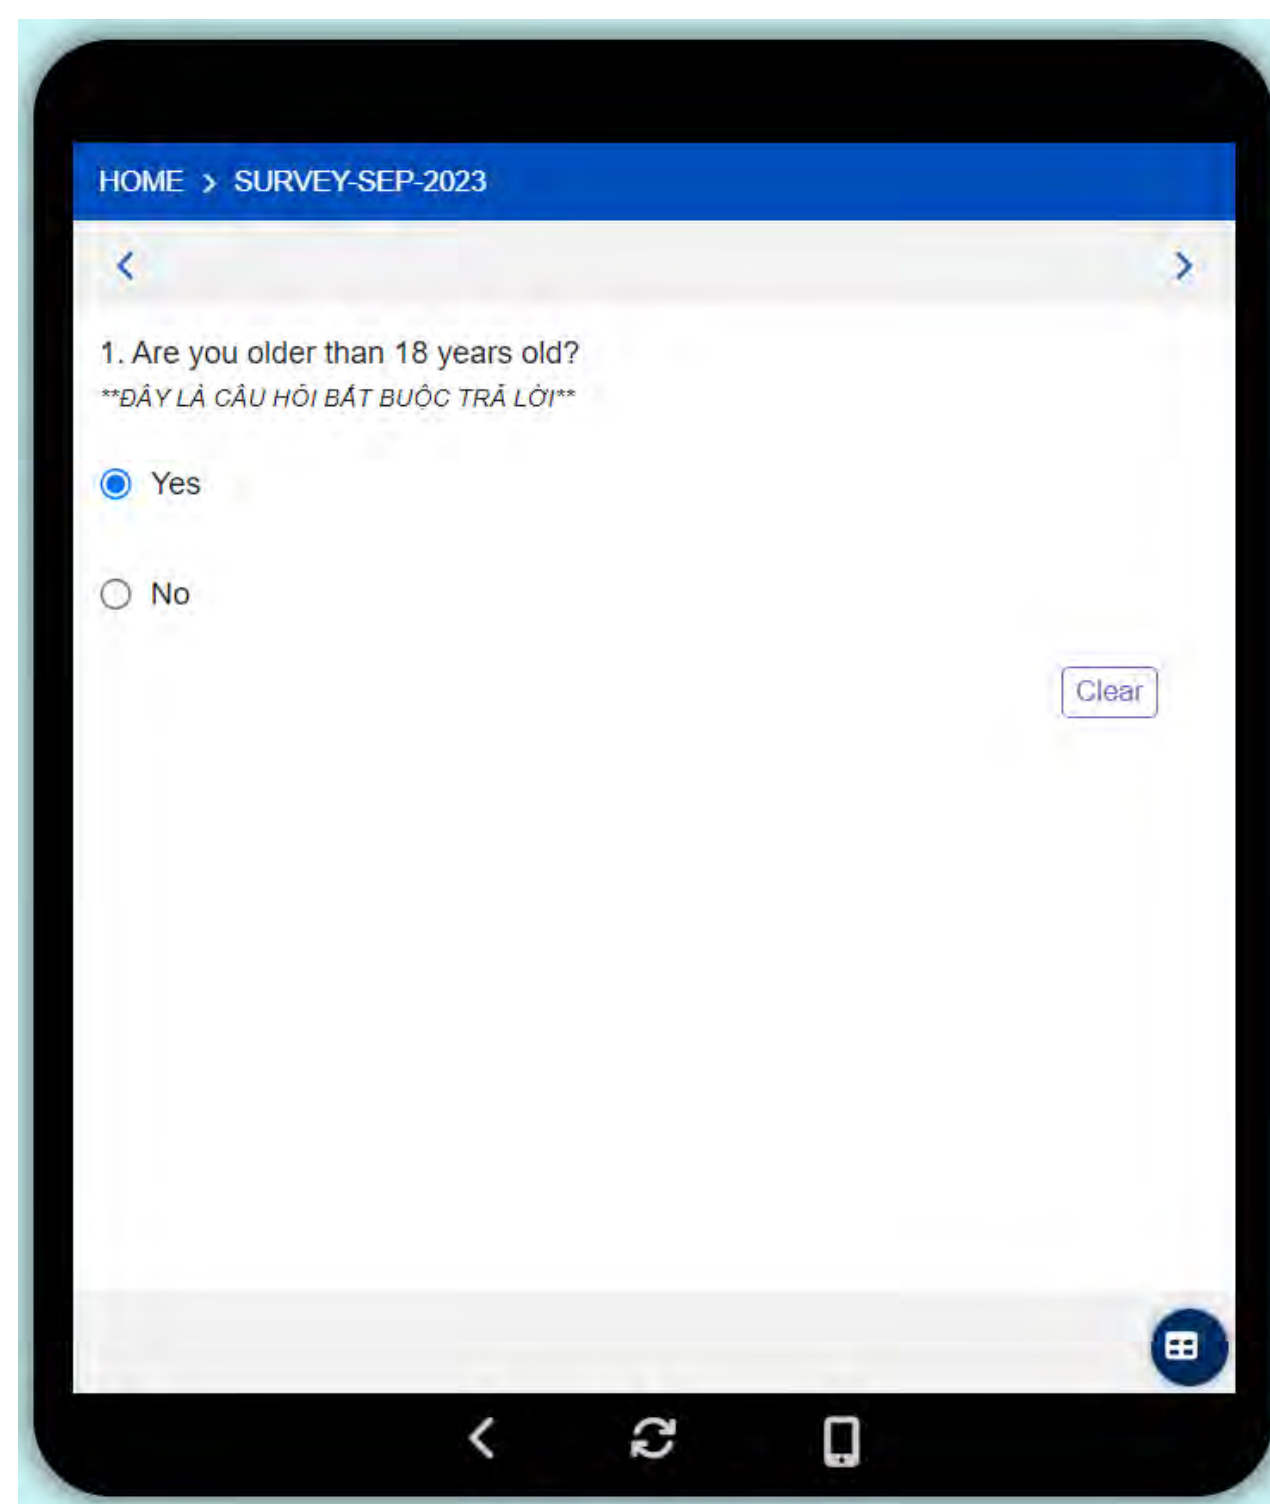 HOME > SURVEY-SEP-2023
1. Are you older than 18 years old?
**ĐÂY LÀ CÂU HỎI BẮT BUỘC TRẢ LỜI**
Yes
No
Clear